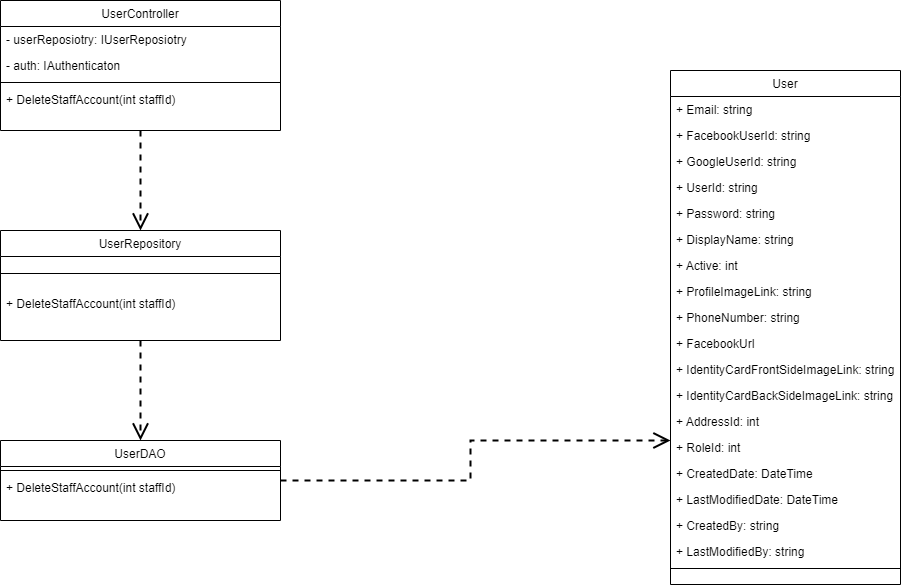 UserController
- userReposiotry: IUserReposiotry
- auth: IAuthenticaton
+ DeleteStaffAccount(int staffId)
UserRepository
+ DeleteStaffAccount(int staffId)
UserDAO
+ DeleteStaffAccount(int staffId)
User
+ Email: string
+ FacebookUserId: string
+ GoogleUserId: string
+ UserId: string
+ Password: string
+ DisplayName: string
+ Active: int
+ ProfileImageLink: string
+ PhoneNumber: string
+ FacebookUrl
+ IdentityCardFrontSideImageLink: string
+ IdentityCardBackSideImageLink: string
+ AddressId: int
+ RoleId: int
+ CreatedDate: DateTime
+ LastModifiedDate: DateTime
+ CreatedBy: string
+ LastModifiedBy: string